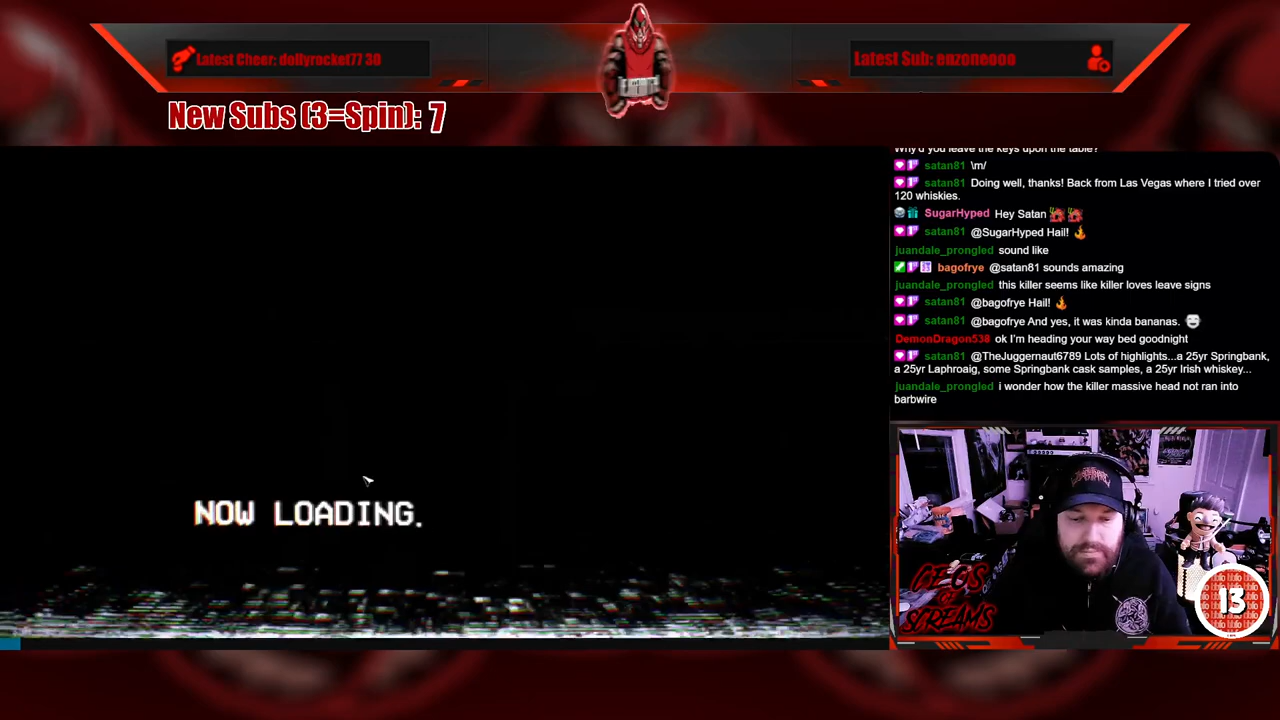 Latest Cheer: dollyrocket77 30
Latest Sub: enzoneooo
New Subs (3=Spin): 7
Why'd you leave the keys upon the table?
satan81 \m/
satan81 Doing well, thanks! Back from Las Vegas where I tried over
120 whiskies.
SugarHyped Hey Satan
satan81 @SugarHyped Hail!
juandale_prongled sound like
bagofrye @satan81 sounds amazing
juandale_prongled this killer seems like killer loves leave signs
satan81 @bagofrye Hail!
satan81 @bagofrye And yes, it was kinda bananas.
DemonDragon538 ok I'm heading your way bed goodnight
satan81 @TheJuggernaut6789 Lots of highlights...a 25yr Springbank,
a 25yr Laphroaig, some Springbank cask samples, a 25yr Irish whiskey...
juandale_prongled i wonder how the killer massive head not ran into
barbwire
NOW LOADING.
SCREAMS
13